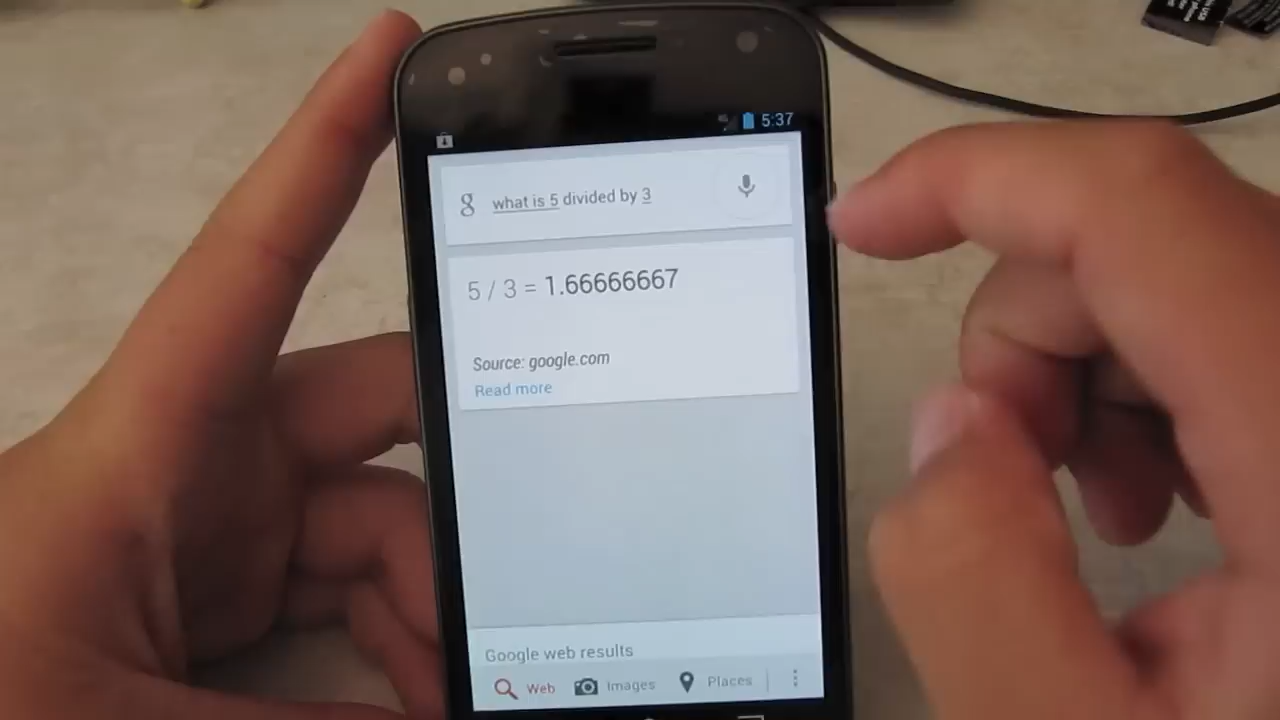 5:37
g what is 5 divided by 3
5 / 3 = 1.66666667
Source: google.com
Read more
Google web results
Web Images Places